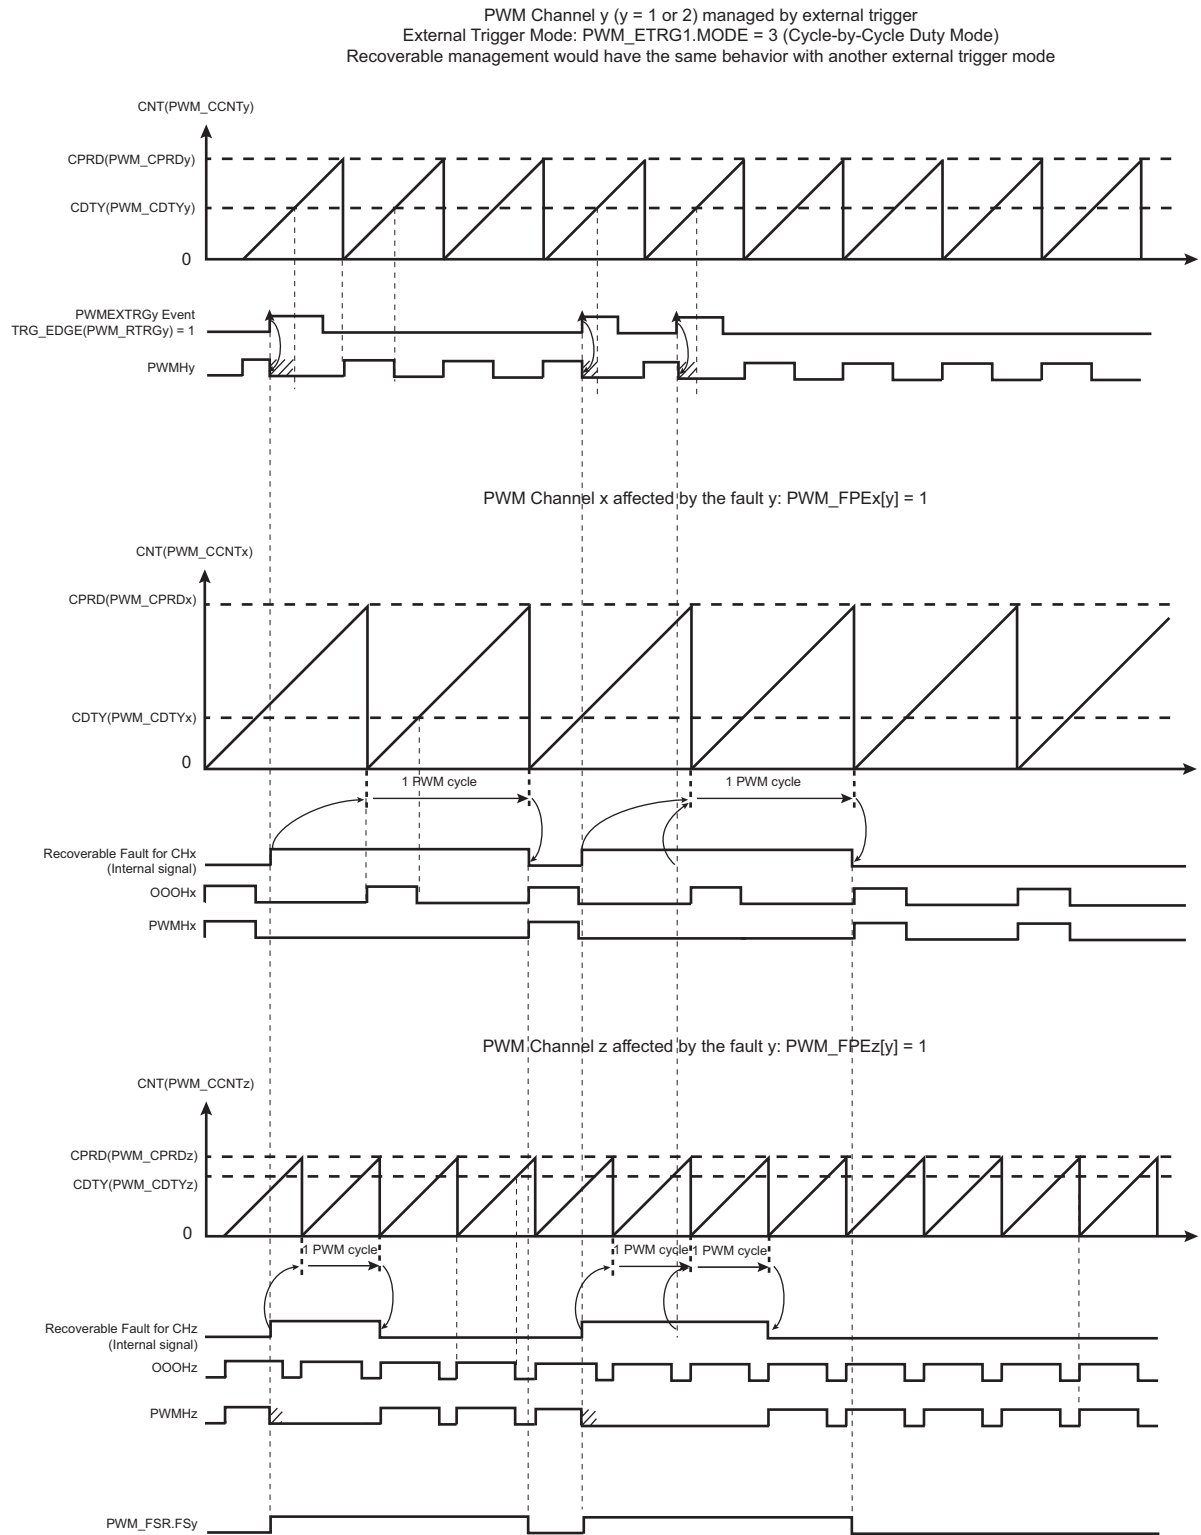 PWM Channel y (y = 1 or 2) managed by external trigger
External Trigger Mode: PWM_ETRG1.MODE = 3 (Cycle-by-Cycle Duty Mode)
Recoverable management would have the same behavior with another external trigger mode
CNT(PWM_CCNTy)
CPRD(PWM_CPRDy)
CDTY(PWM_CDTYy)
0
PWMEXTRGy Event
TRG_EDGE(PWM_RTRGy) = 1
PWMHy
PWM Channel x affected by the fault y: PWM_FPEx[y] = 1
CNT(PWM_CCNTx)
CPRD(PWM_CPRDx)
CDTY(PWM_CDTYx)
0
1 PWM cycle
1 PWM cycle
Recoverable Fault for CHx
(Internal signal)
OOOHx
PWMHx
PWM Channel z affected by the fault y: PWM_FPEz[y] = 1
CNT(PWM_CCNTz)
CPRD(PWM_CPRDz)
CDTY(PWM_CDTYz)
0
1 PWM cycle
1 PWM cycle
1 PWM cycle
Recoverable Fault for CHz
(Internal signal)
OOOHz
PWMHz
PWM_FSR.FSy